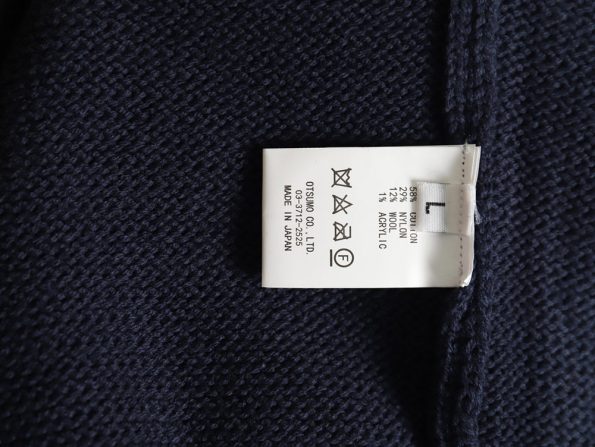 L
58% COTTON
29% NYLON
12% WOOL
1% ACRYLIC
F
OTSUMO CO., LTD.
03-3712-2525
MADE IN JAPAN